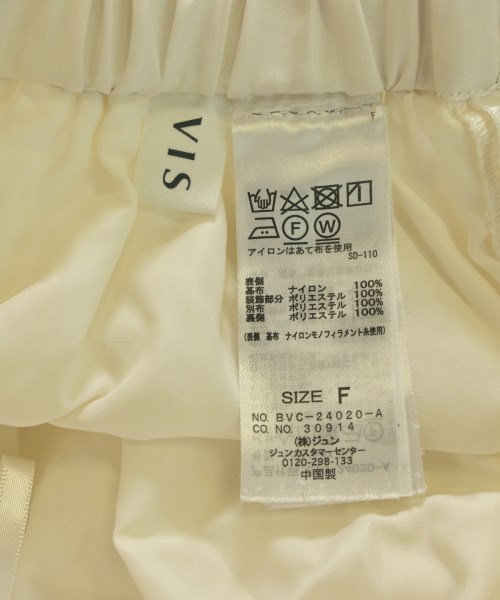 VIS
F
アイロンはあて布を使用
SD-110
表側
基布 ナイロン 100%
装飾部分 ポリエステル 100%
別布 ポリエステル 100%
裏側 ポリエステル 100%
(表側 基布 ナイロンモノフィラメント糸使用)
SIZE F
NO. BVC-24020-A
CO. NO. 30914
(株)ジュン
ジュンカスタマーセンター
0120-298-133
中国製